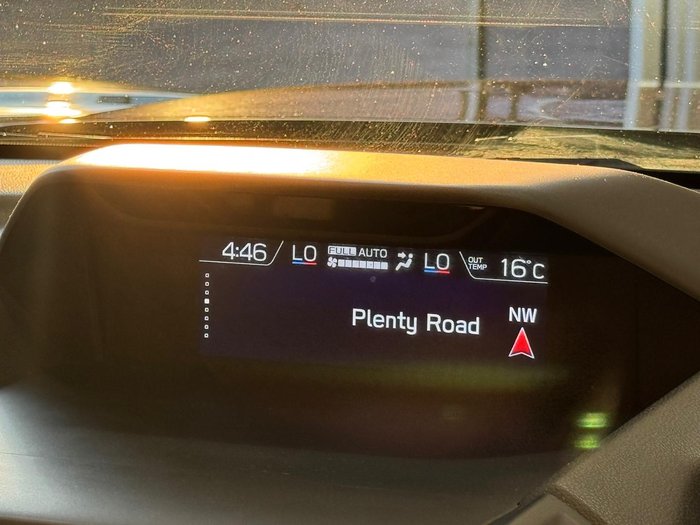 4:46 LO FULL AUTO LO OUT TEMP 16°C
Plenty Road NW